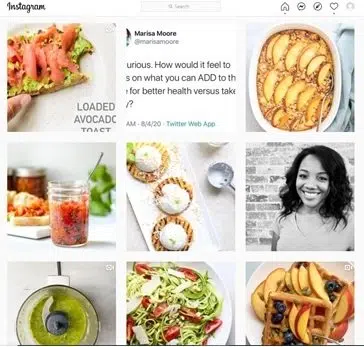 Instagram
Search
LOADED
AVOCADO
TOAST
Marisa Moore
@marisamoore
urious. How would it feel to
s on what you can ADD to th
for better health versus take
/?
AM - 8/4/20 · Twitter Web App